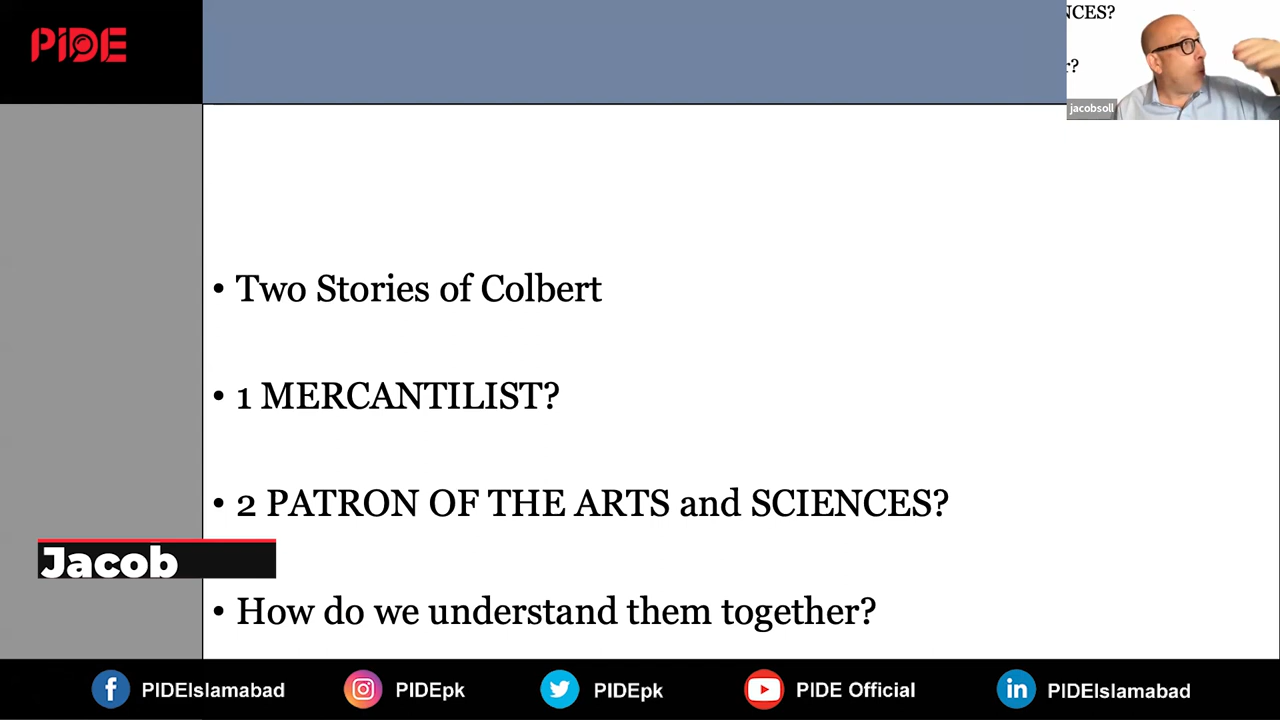 PiDE
NCES?
r?
jacobsoll
• Two Stories of Colbert
• 1 MERCANTILIST?
• 2 PATRON OF THE ARTS and SCIENCES?
Jacob
• How do we understand them together?
PIDEIslamabad
PIDEpk
PIDEpk
PIDE Official
PIDEIslamabad